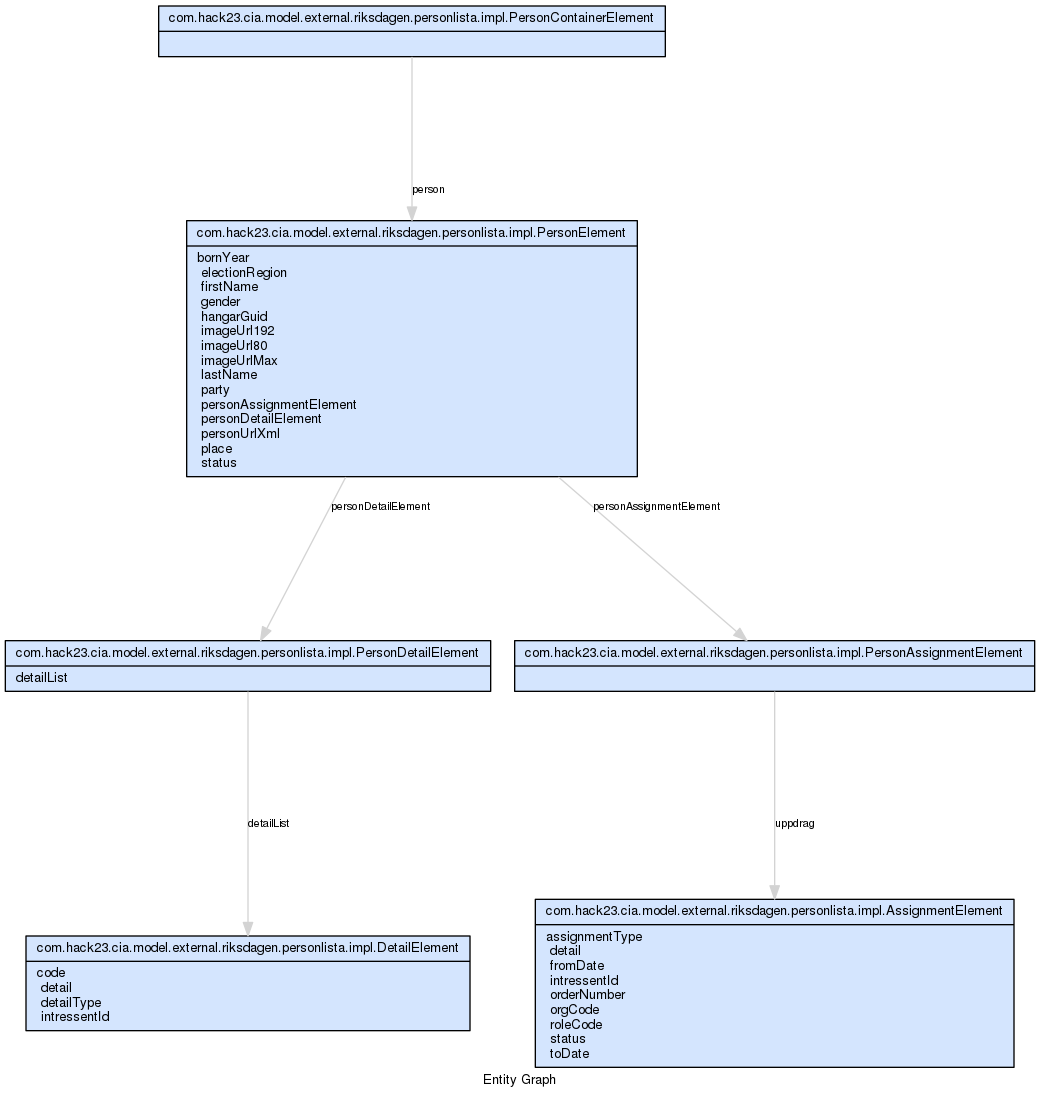 com.hack23.cia.model.external.riksdagen.personlista.impl.PersonContainerElement
person
com.hack23.cia.model.external.riksdagen.personlista.impl.PersonElement
bornYear
electionRegion
firstName
gender
hangarGuid
imageUrl192
imageUrl80
imageUrlMax
lastName
party
personAssignmentElement
personDetailElement
personUrlXml
place
status
personDetailElement
personAssignmentElement
com.hack23.cia.model.external.riksdagen.personlista.impl.PersonDetailElement
detailList
com.hack23.cia.model.external.riksdagen.personlista.impl.PersonAssignmentElement
detailList
uppdrag
com.hack23.cia.model.external.riksdagen.personlista.impl.DetailElement
code
detail
detailType
intressentId
com.hack23.cia.model.external.riksdagen.personlista.impl.AssignmentElement
assignmentType
detail
fromDate
intressentId
orderNumber
orgCode
roleCode
status
toDate
Entity Graph